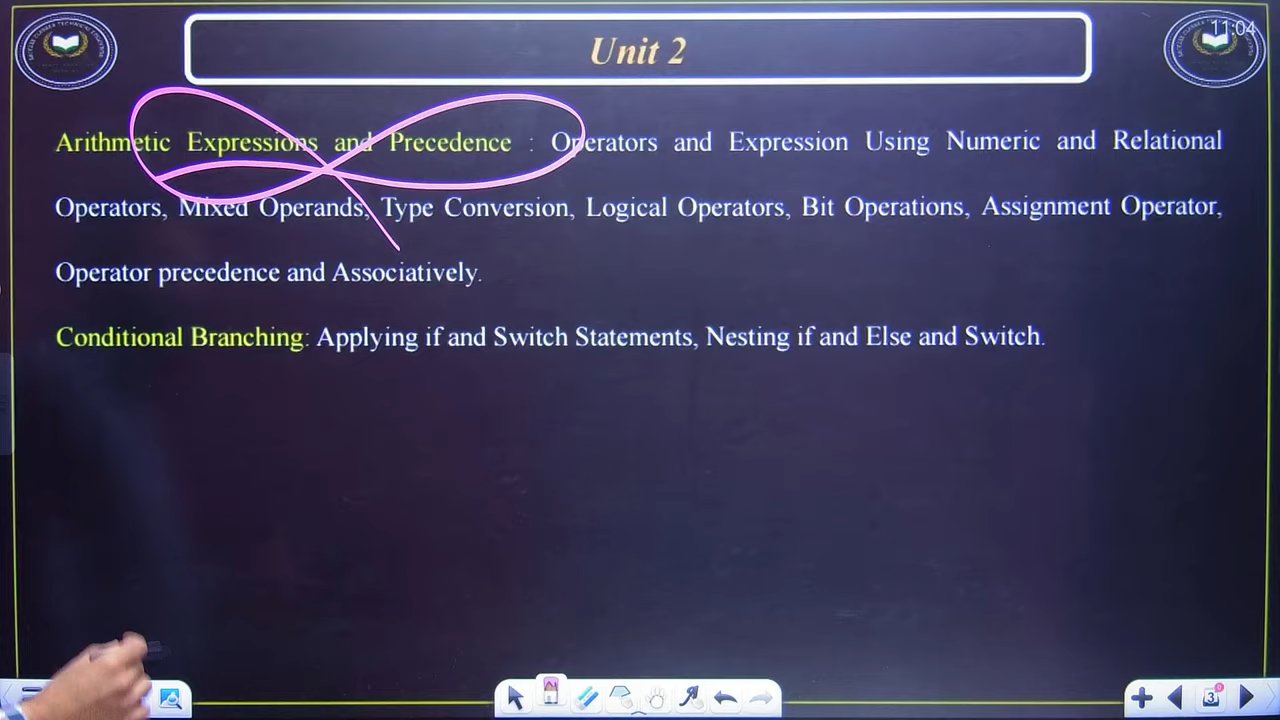 11:04
Unit 2
Arithmetic Expressions and Precedence : Operators and Expression Using Numeric and Relational
Operators, Mixed Operands, Type Conversion, Logical Operators, Bit Operations, Assignment Operator,
Operator precedence and Associatively.
Conditional Branching: Applying if and Switch Statements, Nesting if and Else and Switch.
3